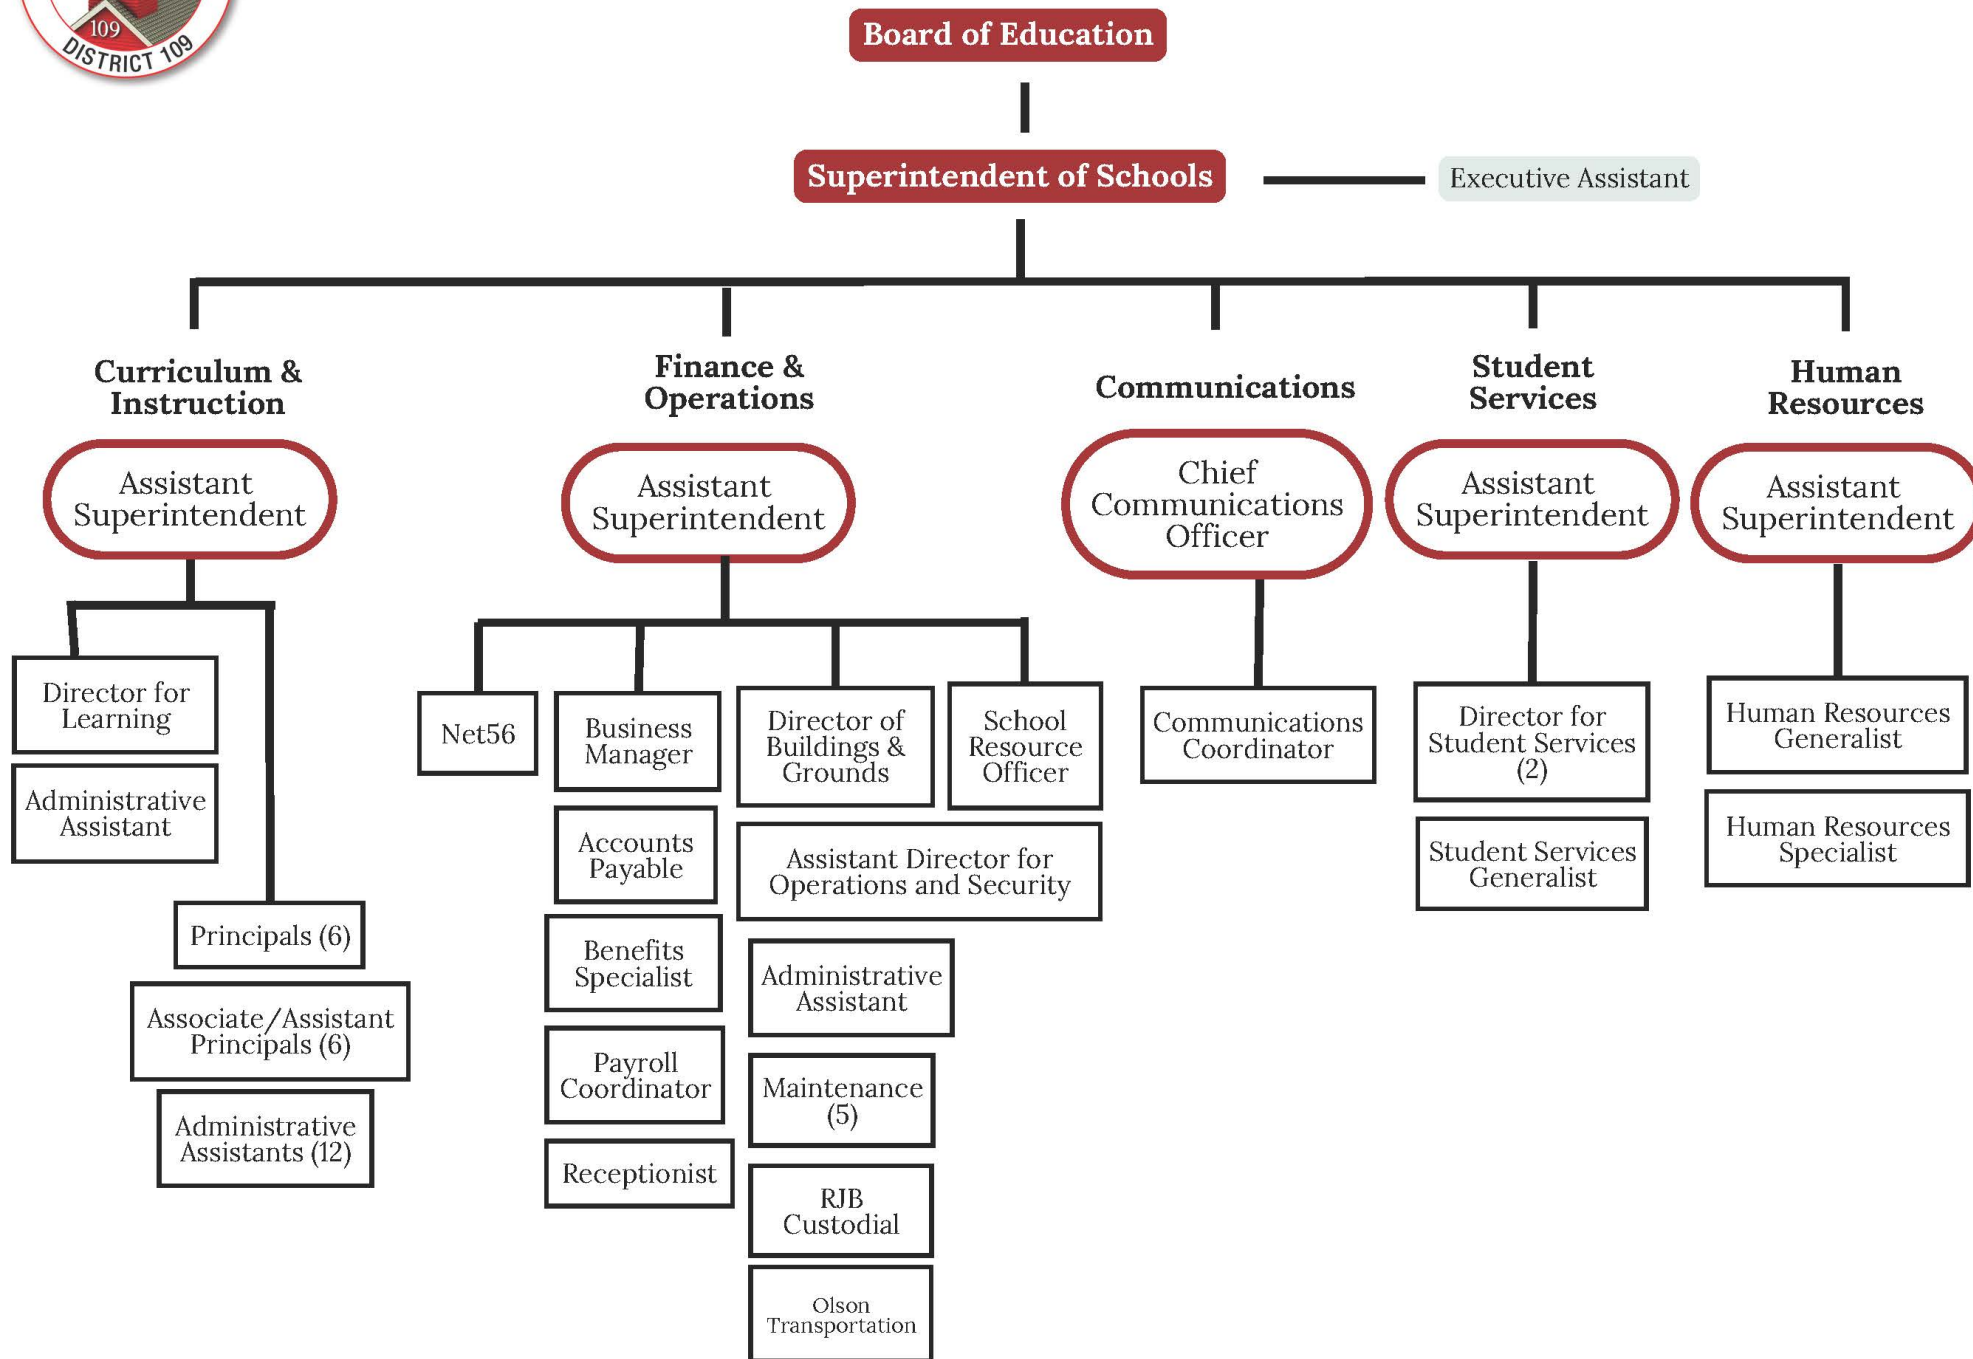 109
DISTRICT 109
Board of Education
Superintendent of Schools
Executive Assistant
Curriculum &
Instruction
Assistant
Superintendent
Director for
Learning
Administrative
Assistant
Principals (6)
Associate/Assistant
Principals (6)
Administrative
Assistants (12)
Finance &
Operations
Assistant
Superintendent
Net56
Business
Manager
Accounts
Payable
Benefits
Specialist
Payroll
Coordinator
Receptionist
Director of
Buildings &
Grounds
School
Resource
Officer
Assistant Director for
Operations and Security
Administrative
Assistant
Maintenance
(5)
RJB
Custodial
Olson
Transportation
Communications
Chief
Communications
Officer
Communications
Coordinator
Student
Services
Assistant
Superintendent
Director for
Student Services
(2)
Student Services
Generalist
Human
Resources
Assistant
Superintendent
Human Resources
Generalist
Human Resources
Specialist